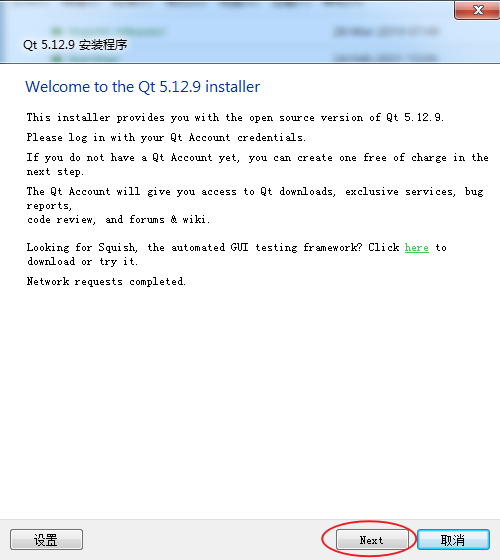 Qt 5.12.9 安装程序
Welcome to the Qt 5.12.9 installer
This installer provides you with the open source version of Qt 5.12.9.
Please log in with your Qt Account credentials.
If you do not have a Qt Account yet, you can create one free of charge in the
next step.
The Qt Account will give you access to Qt downloads, exclusive services, bug
reports,
code review, and forums & wiki.
Looking for Squish, the automated GUI testing framework? Click here to
download or try it.
Network requests completed.
设置
Next
取消